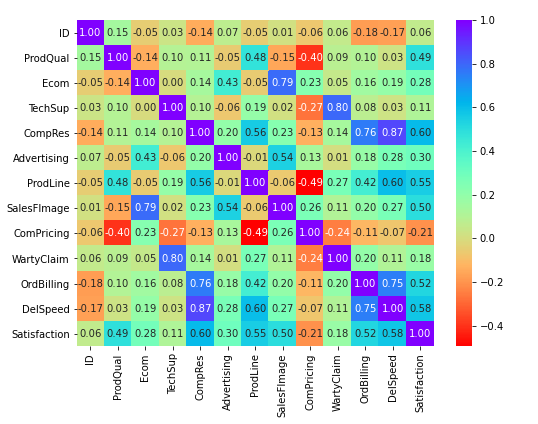 ID 1.00 0.15 -0.05 0.03 -0.14 0.07 -0.05 0.01 -0.06 0.06 -0.18 -0.17 0.06
ProdQual 0.15 1.00 -0.14 0.10 0.11 -0.05 0.48 -0.15 -0.40 0.09 0.10 0.03 0.49
Ecom -0.05 -0.14 1.00 0.00 0.14 0.43 -0.05 0.79 0.23 0.05 0.16 0.19 0.28
TechSup 0.03 0.10 0.00 1.00 0.10 -0.06 0.19 0.02 -0.27 0.80 0.08 0.03 0.11
CompRes -0.14 0.11 0.14 0.10 1.00 0.20 0.56 0.23 -0.13 0.14 0.76 0.87 0.60
Advertising 0.07 -0.05 0.43 -0.06 0.20 1.00 -0.01 0.54 0.13 0.01 0.18 0.28 0.30
ProdLine -0.05 0.48 -0.05 0.19 0.56 -0.01 1.00 -0.06 -0.49 0.27 0.42 0.60 0.55
SalesFImage 0.01 -0.15 0.79 0.02 0.23 0.54 -0.06 1.00 0.26 0.11 0.20 0.27 0.50
ComPricing -0.06 -0.40 0.23 -0.27 -0.13 0.13 -0.49 0.26 1.00 -0.24 -0.11 -0.07 -0.21
WartyClaim 0.06 0.09 0.05 0.80 0.14 0.01 0.27 0.11 -0.24 1.00 0.20 0.11 0.18
OrdBilling -0.18 0.10 0.16 0.08 0.76 0.18 0.42 0.20 -0.11 0.20 1.00 0.75 0.52
DelSpeed -0.17 0.03 0.19 0.03 0.87 0.28 0.60 0.27 -0.07 0.11 0.75 1.00 0.58
Satisfaction 0.06 0.49 0.28 0.11 0.60 0.30 0.55 0.50 -0.21 0.18 0.52 0.58 1.00
ID ProdQual Ecom TechSup CompRes Advertising ProdLine SalesFImage ComPricing WartyClaim OrdBilling DelSpeed Satisfaction
1.0
0.8
0.6
0.4
0.2
0.0
−0.2
−0.4